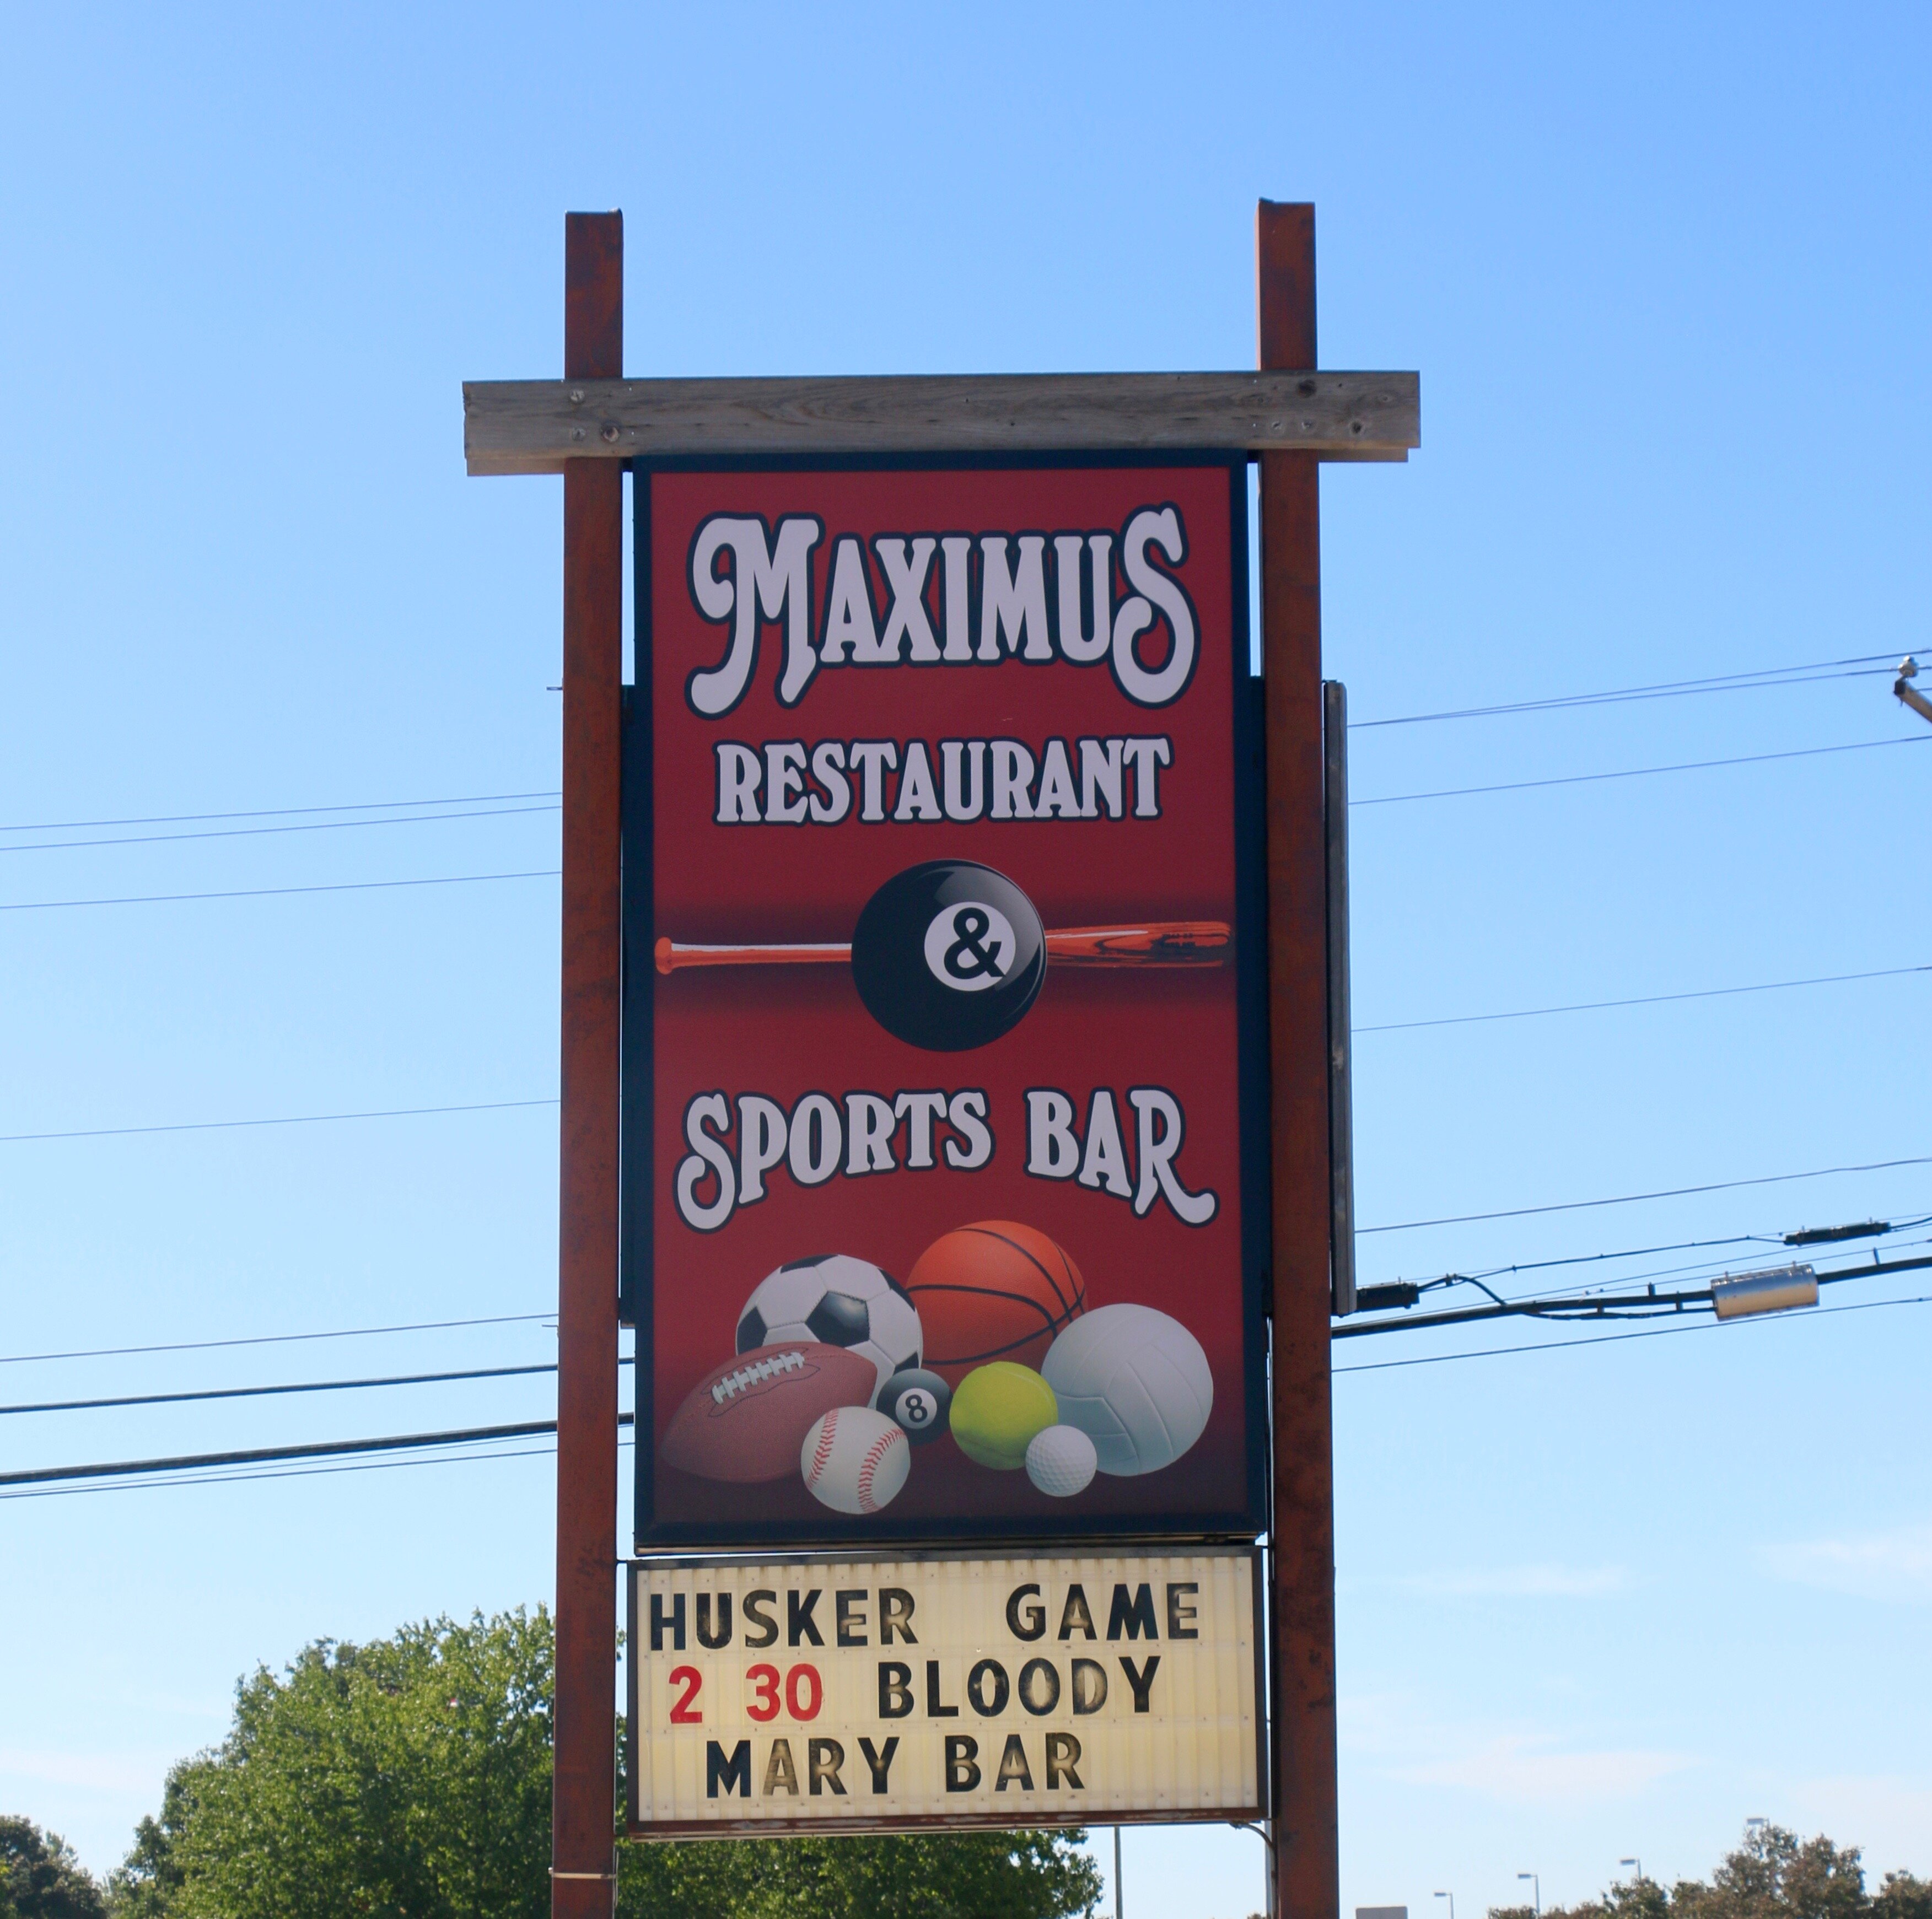 MAXIMUS
RESTAURANT
&
SPORTS BAR
8
HUSKER GAME
2 30 BLOODY
MARY BAR